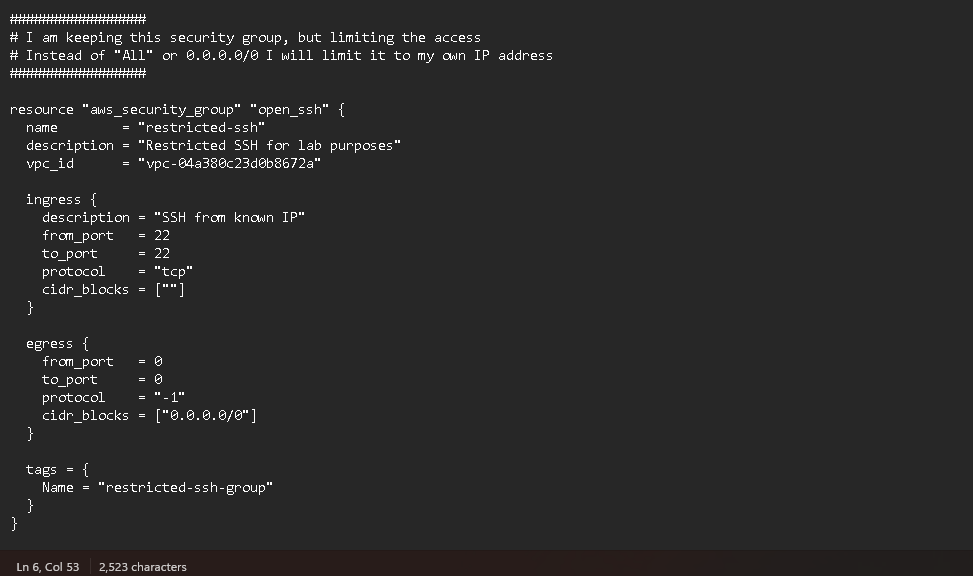 ##########################
# I am keeping this security group, but limiting the access
# Instead of "All" or 0.0.0.0/0 I will limit it to my own IP address
##########################
resource "aws_security_group" "open_ssh" {
  name        = "restricted-ssh"
  description = "Restricted SSH for lab purposes"
  vpc_id      = "vpc-04a380c23d0b8672a"
  ingress {
    description = "SSH from known IP"
    from_port   = 22
    to_port     = 22
    protocol    = "tcp"
    cidr_blocks = [""]
  }
  egress {
    from_port   = 0
    to_port     = 0
    protocol    = "-1"
    cidr_blocks = ["0.0.0.0/0"]
  }
  tags = {
    Name = "restricted-ssh-group"
  }
}
Ln 6, Col 53 2,523 characters